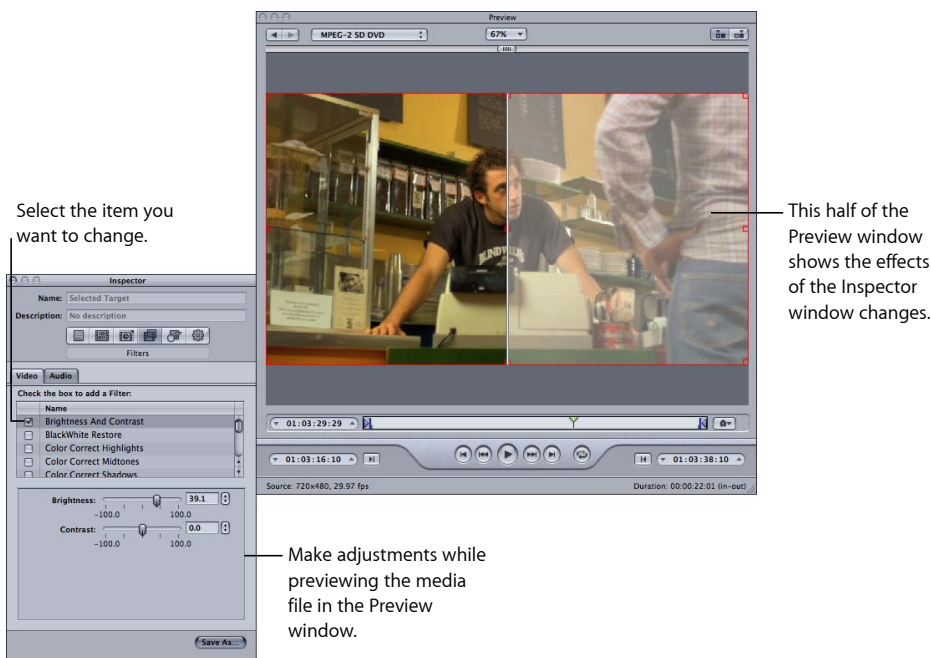 Preview
MPEG-2 SD DVD
67%
Select the item you
want to change.
This half of the
Preview window
shows the effects
of the Inspector
window changes.
Inspector
Name: Selected Target
Description: No description
Filters
Video Audio
Check the box to add a Filter:
Name
Brightness And Contrast
BlackWhite Restore
Color Correct Highlights
Color Correct Midtones
Color Correct Shadows
01:03:29:29
01:03:16:10
01:03:38:10
Source: 720x480, 29.97 fps
Duration: 00:00:22:01 (in-out)
Brightness: 39.1
-100.0 100.0
Contrast: 0.0
-100.0 100.0
Make adjustments while
previewing the media
file in the Preview
window.
Save As...